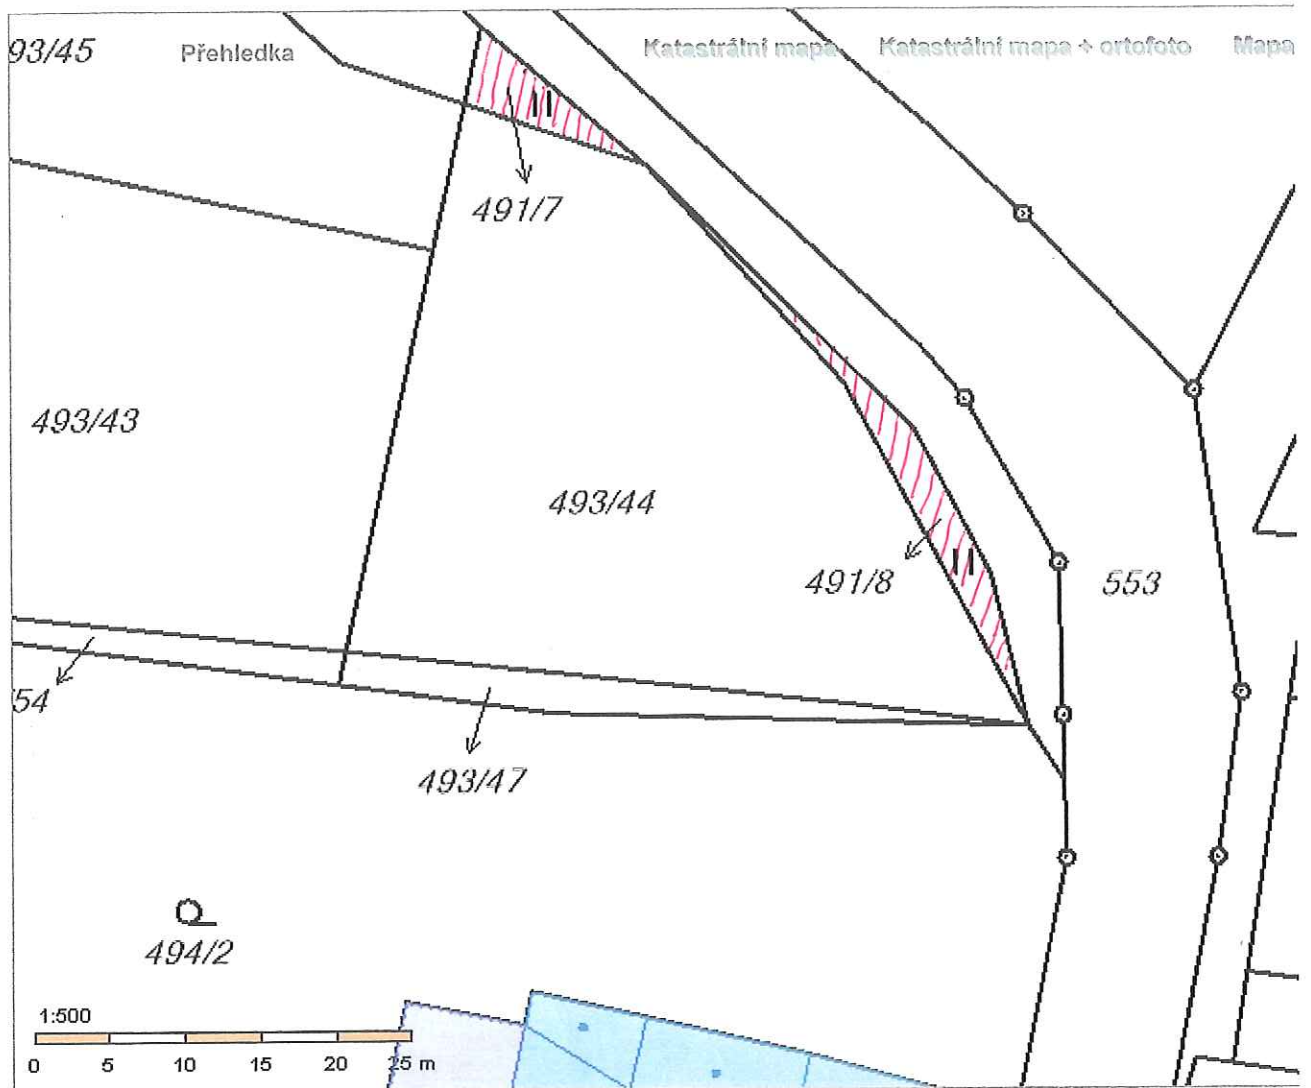 93/45
Přehledka
Katastrální mapa
Katastrální mapa + ortofoto
Mapa
491/7
493/43
493/44
491/8
553
54
493/47
494/2
1:500
0 5 10 15 20 25 m